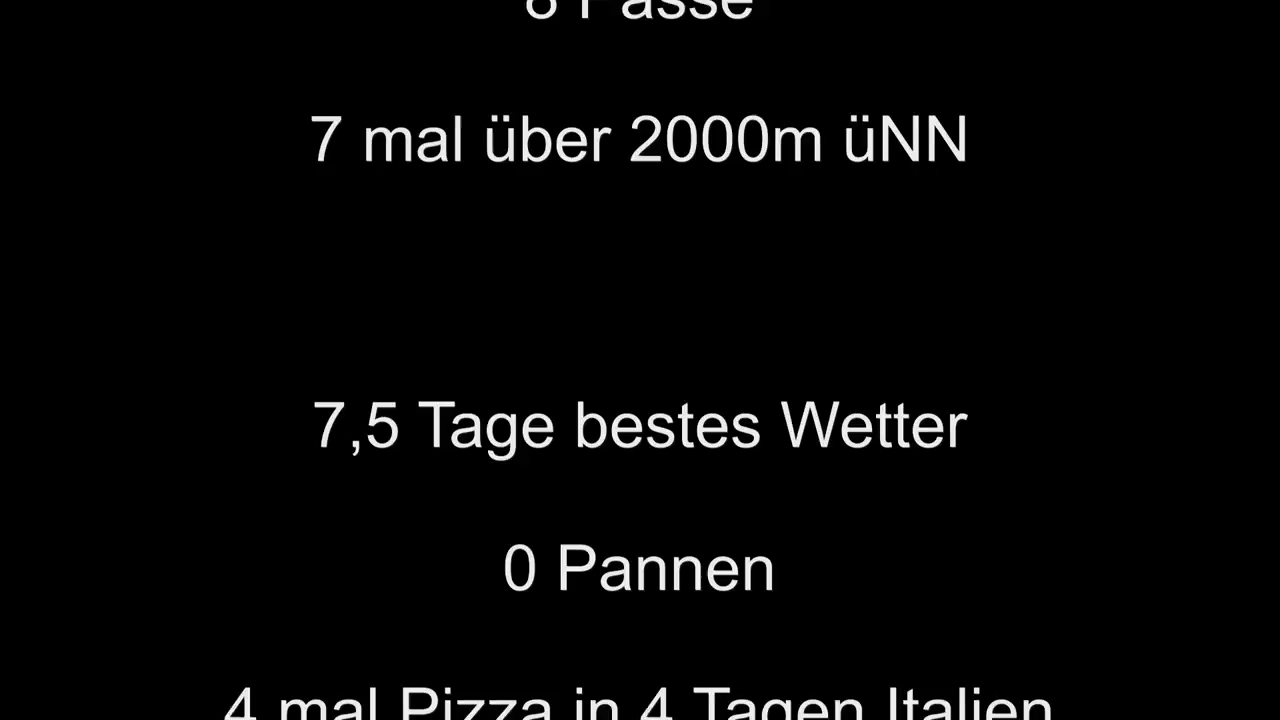 Pässe
7 mal über 2000m üNN
7,5 Tage bestes Wetter
0 Pannen
4 mal Pizza in 4 Tagen Italien